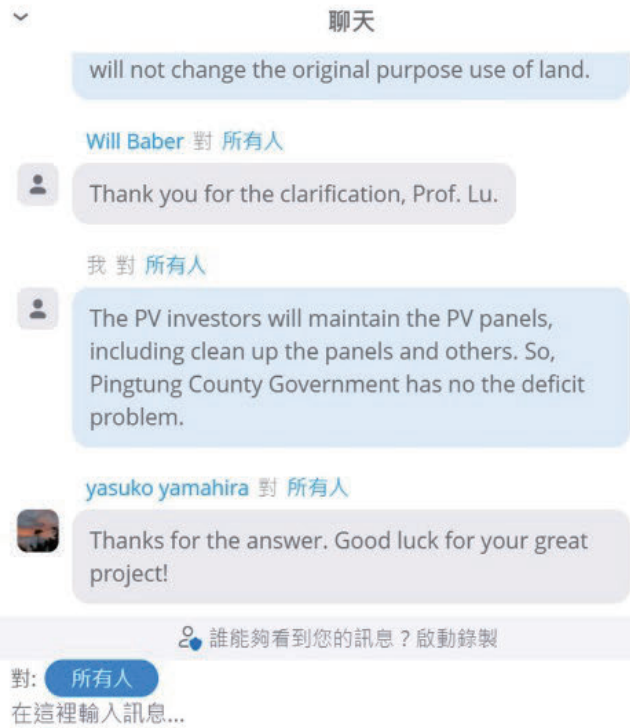 聊天
will not change the original purpose use of land.
Will Baber 對 所有人
Thank you for the clarification, Prof. Lu.
我 對 所有人
The PV investors will maintain the PV panels,
including clean up the panels and others. So,
Pingtung County Government has no the deficit
problem.
yasuko yamahira 對 所有人
Thanks for the answer. Good luck for your great
project!
誰能夠看到您的訊息？啟動錄製
對: 所有人
在這裡輸入訊息...